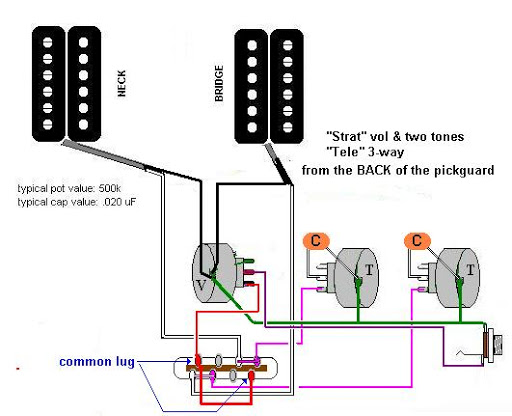 NECK
BRIDGE
"Strat" vol & two tones
"Tele" 3-way
from the BACK of the pickguard
typical pot value: 500k
typical cap value: .020 uF
C
C
V
T
T
common lug